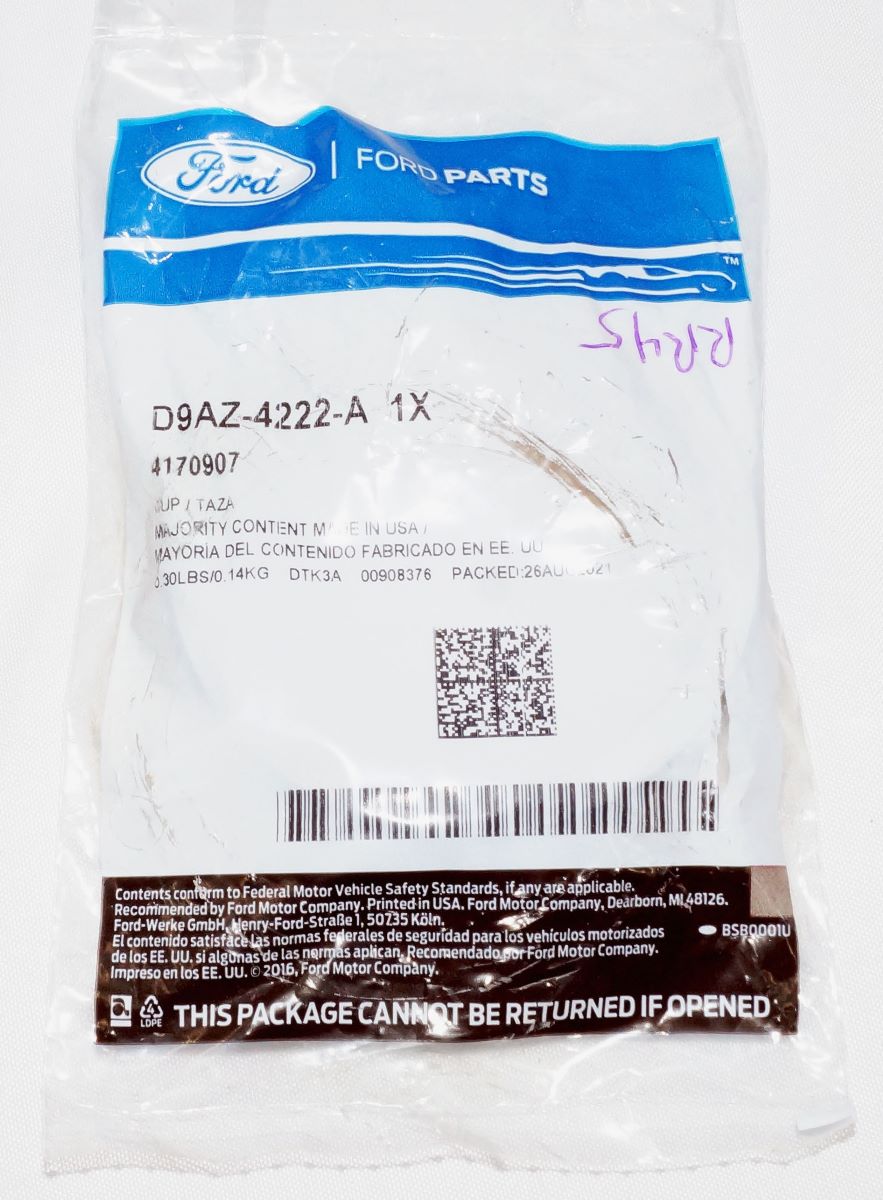 Ford | FORD PARTS
TM
D9AZ-4222-A 1X
4170907
/ TAZA
MAJORITY CONTENT MADE IN USA /
MAYORÍA DEL CONTENIDO FABRICADO EN EE. UU
0.30LBS/0.14KG DTK3A 00908376
Contents conform to Federal Motor Vehicle Safety Standards, if any are applicable.
Recommended by Ford Motor Company. Printed in USA. Ford Motor Company, Dearborn, MI 48126.
Ford-Werke GmbH, Henry-Ford-Straße 1, 50735 Köln.
El contenido satisface las normas federales de seguridad para los vehículos motorizados
de los EE. UU. si algunas de las normas aplican. Recomendado por Ford Motor Company.
Impreso en los EE. UU. © 2016, Ford Motor Company.
BSB0001U
4
LDPE
THIS PACKAGE CANNOT BE RETURNED IF OPENED